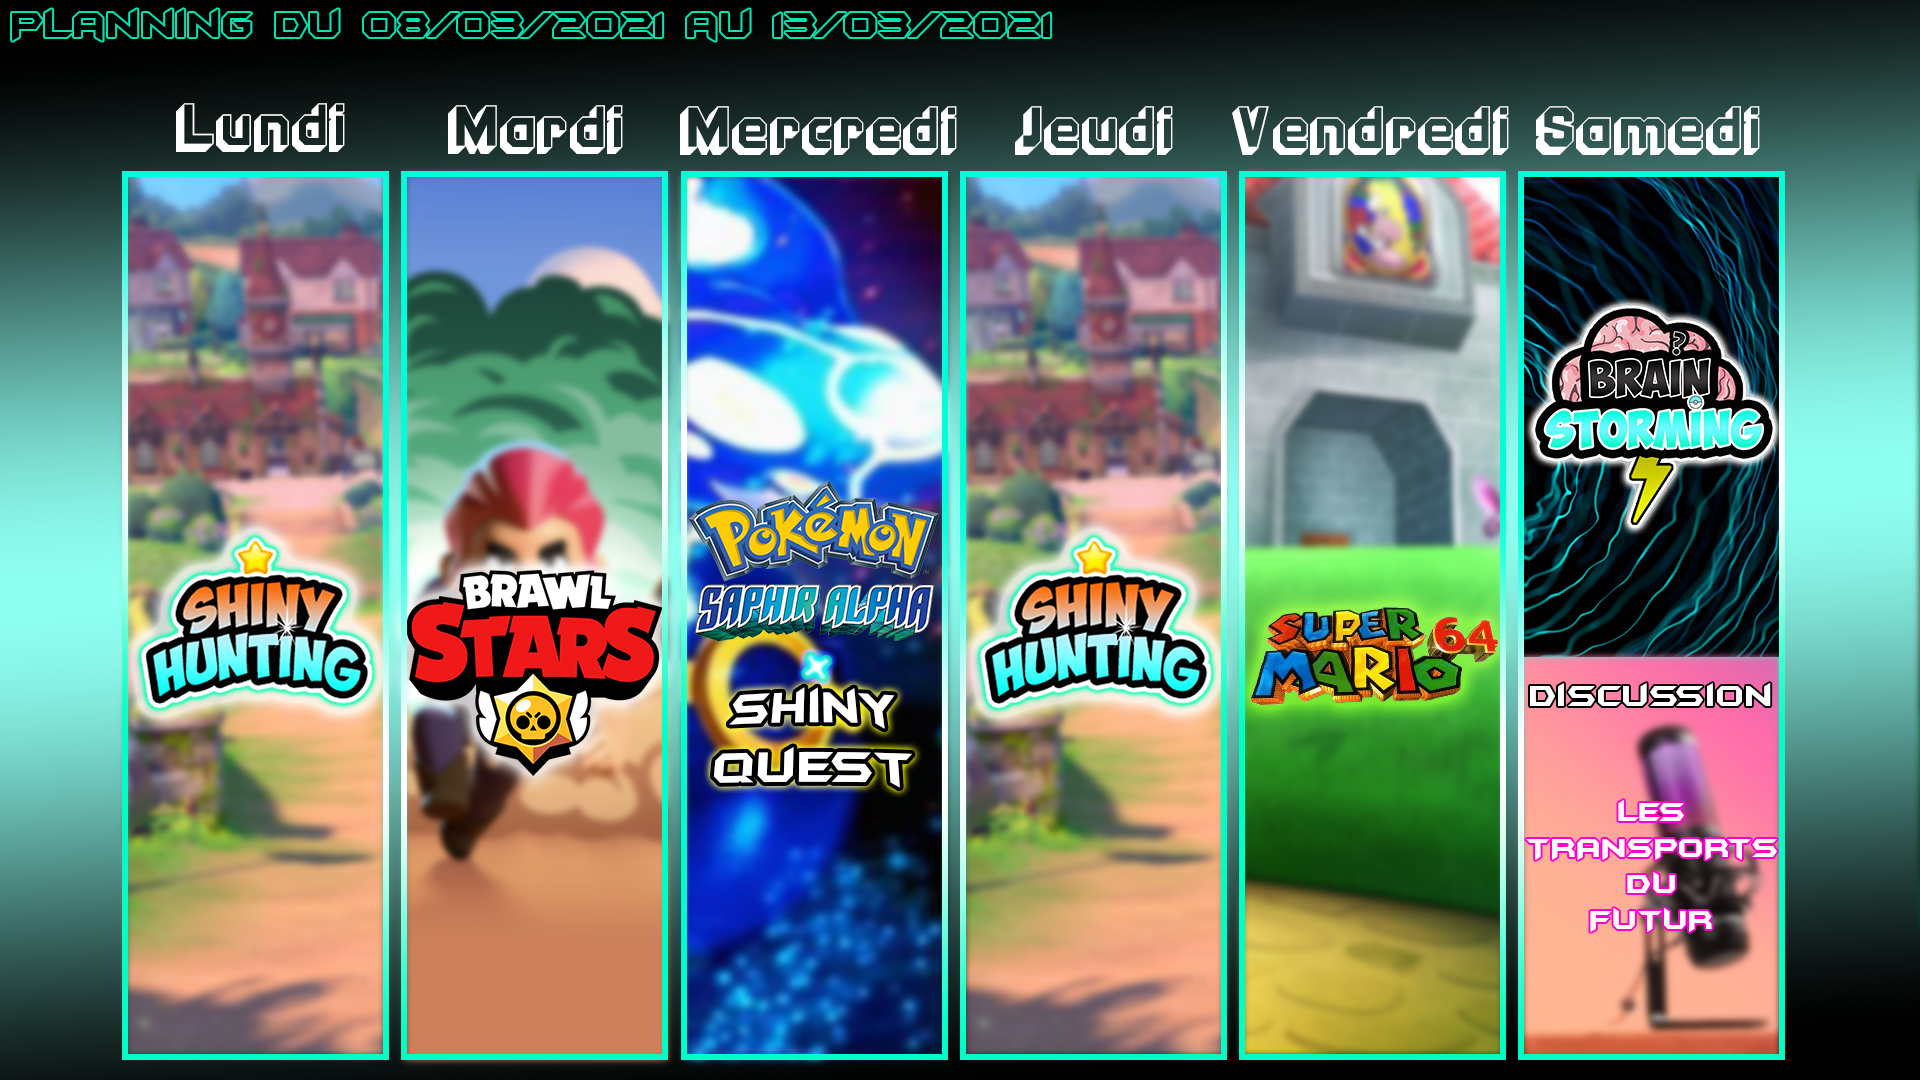 PLANNING DU 08/03/2021 AU 13/03/2021
Lundi
Mardi
Mercredi
Jeudi
Vendredi
Samedi
SHINY
HUNTING
BRAWL
STARS
POKÉMON
SAPHIR ALPHA
SHINY
QUEST
SHINY
HUNTING
SUPER
MARIO 64
?
BRAIN
STORMING
DISCUSSION
LES
TRANSPORTS
DU
FUTUR